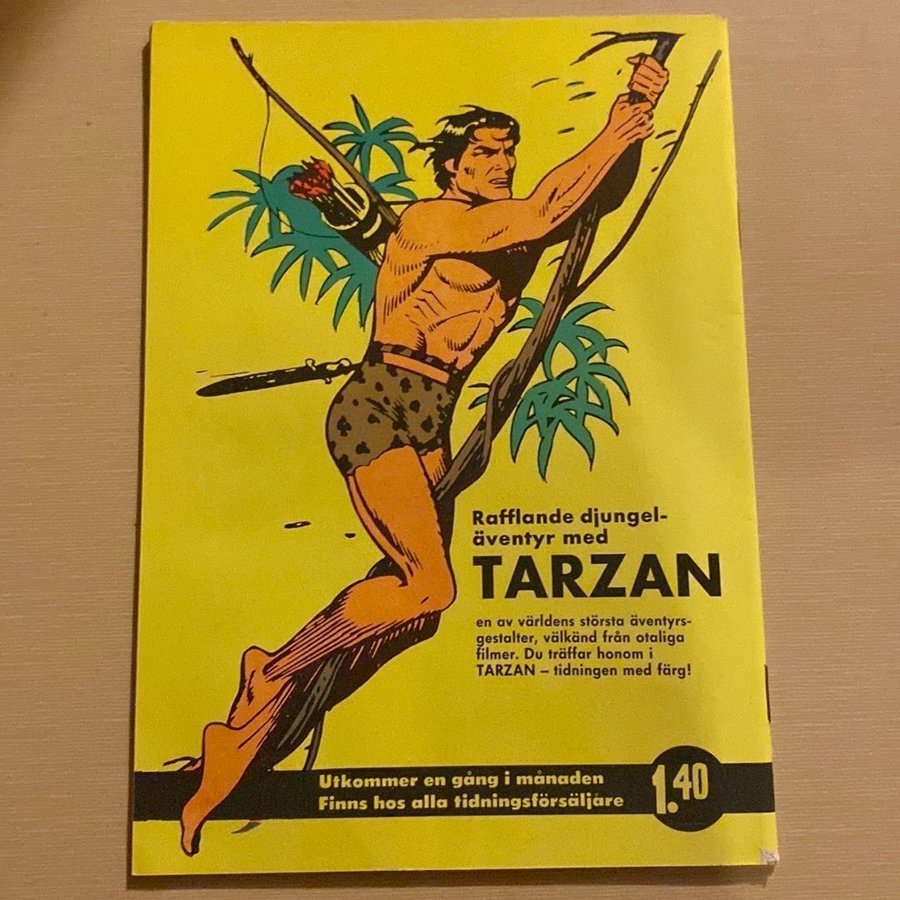 Rafflande djungel-
äventyr med
TARZAN
en av världens största äventyrs-
gestalter, välkänd från otaliga
filmer. Du träffar honom i
TARZAN – tidningen med färg!
Utkommer en gång i månaden
Finns hos alla tidningsförsäljare
1.40